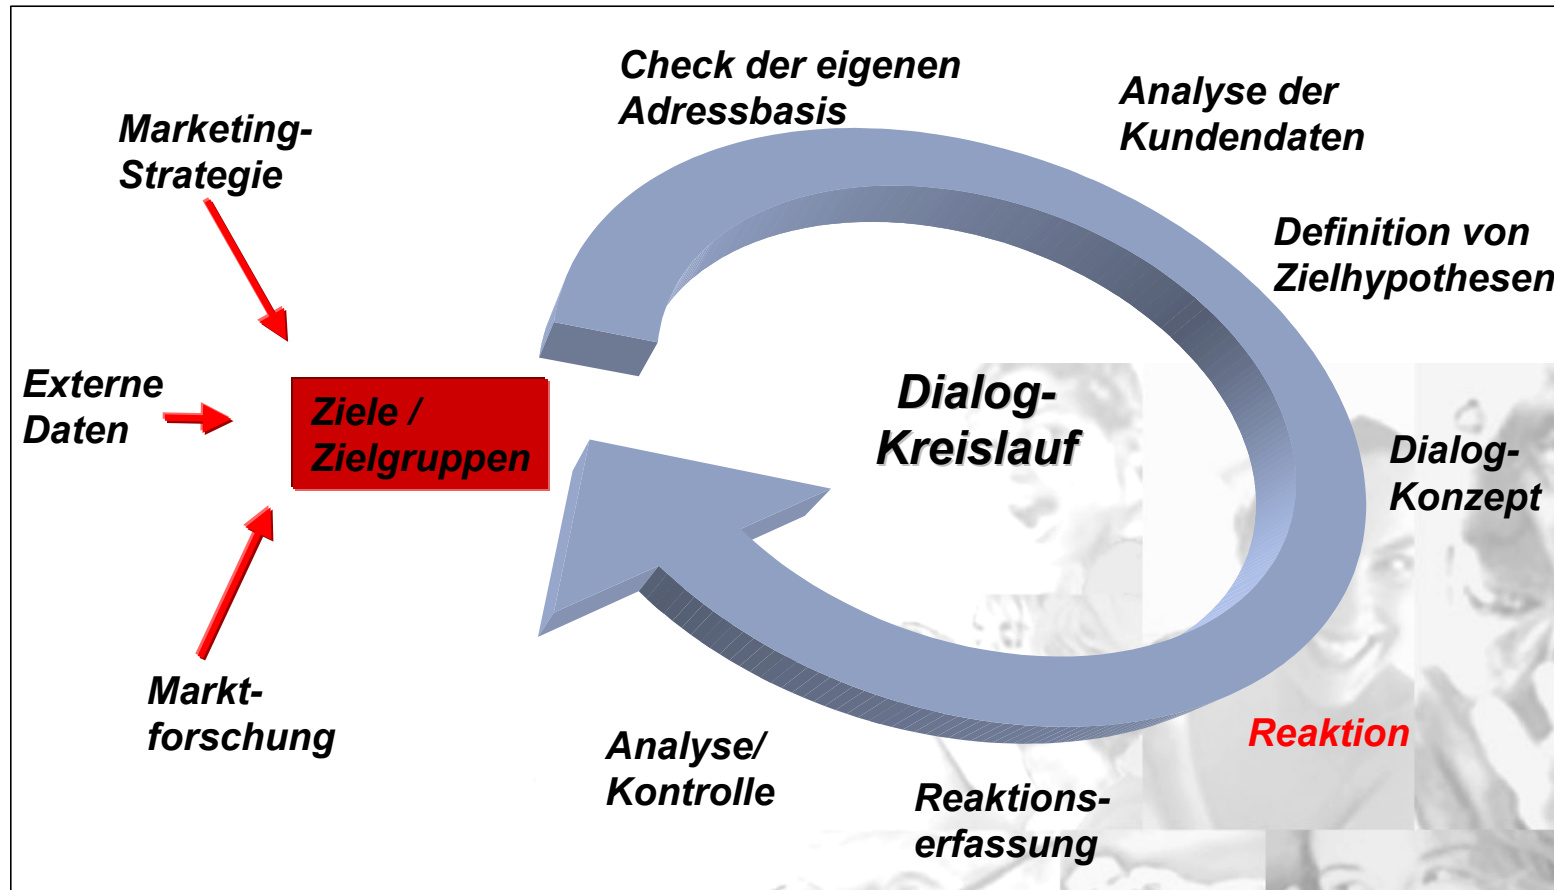 Check der eigenen
Adressbasis
Analyse der
Kundendaten
Marketing-
Strategie
Definition von
Zielhypothesen
Externe
Daten
Ziele /
Zielgruppen
Dialog-
Kreislauf
Dialog-
Konzept
Markt-
forschung
Reaktion
Analyse/
Kontrolle
Reaktions-
erfassung